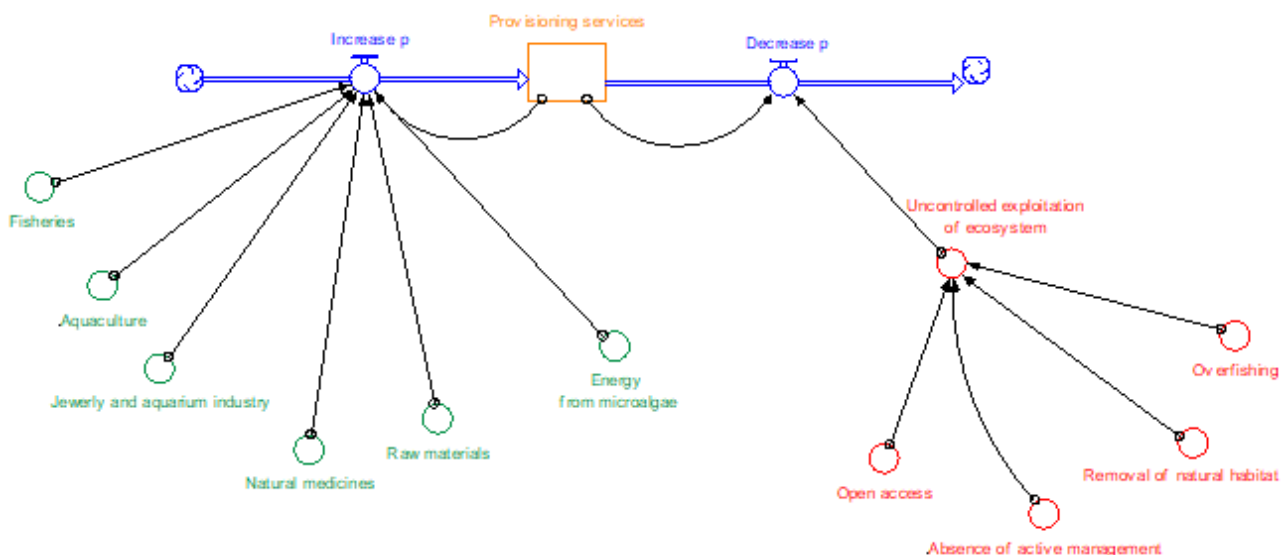 Provisioning services
Increase p
Decrease p
Fisheries
Uncontrolled exploitation
of ecosystem
Aquaculture
Jewerly and aquarium industry
Energy
from microalgae
Overfishing
Raw materials
Natural medicines
Open access
Removal of natural habitat
Absence of active management